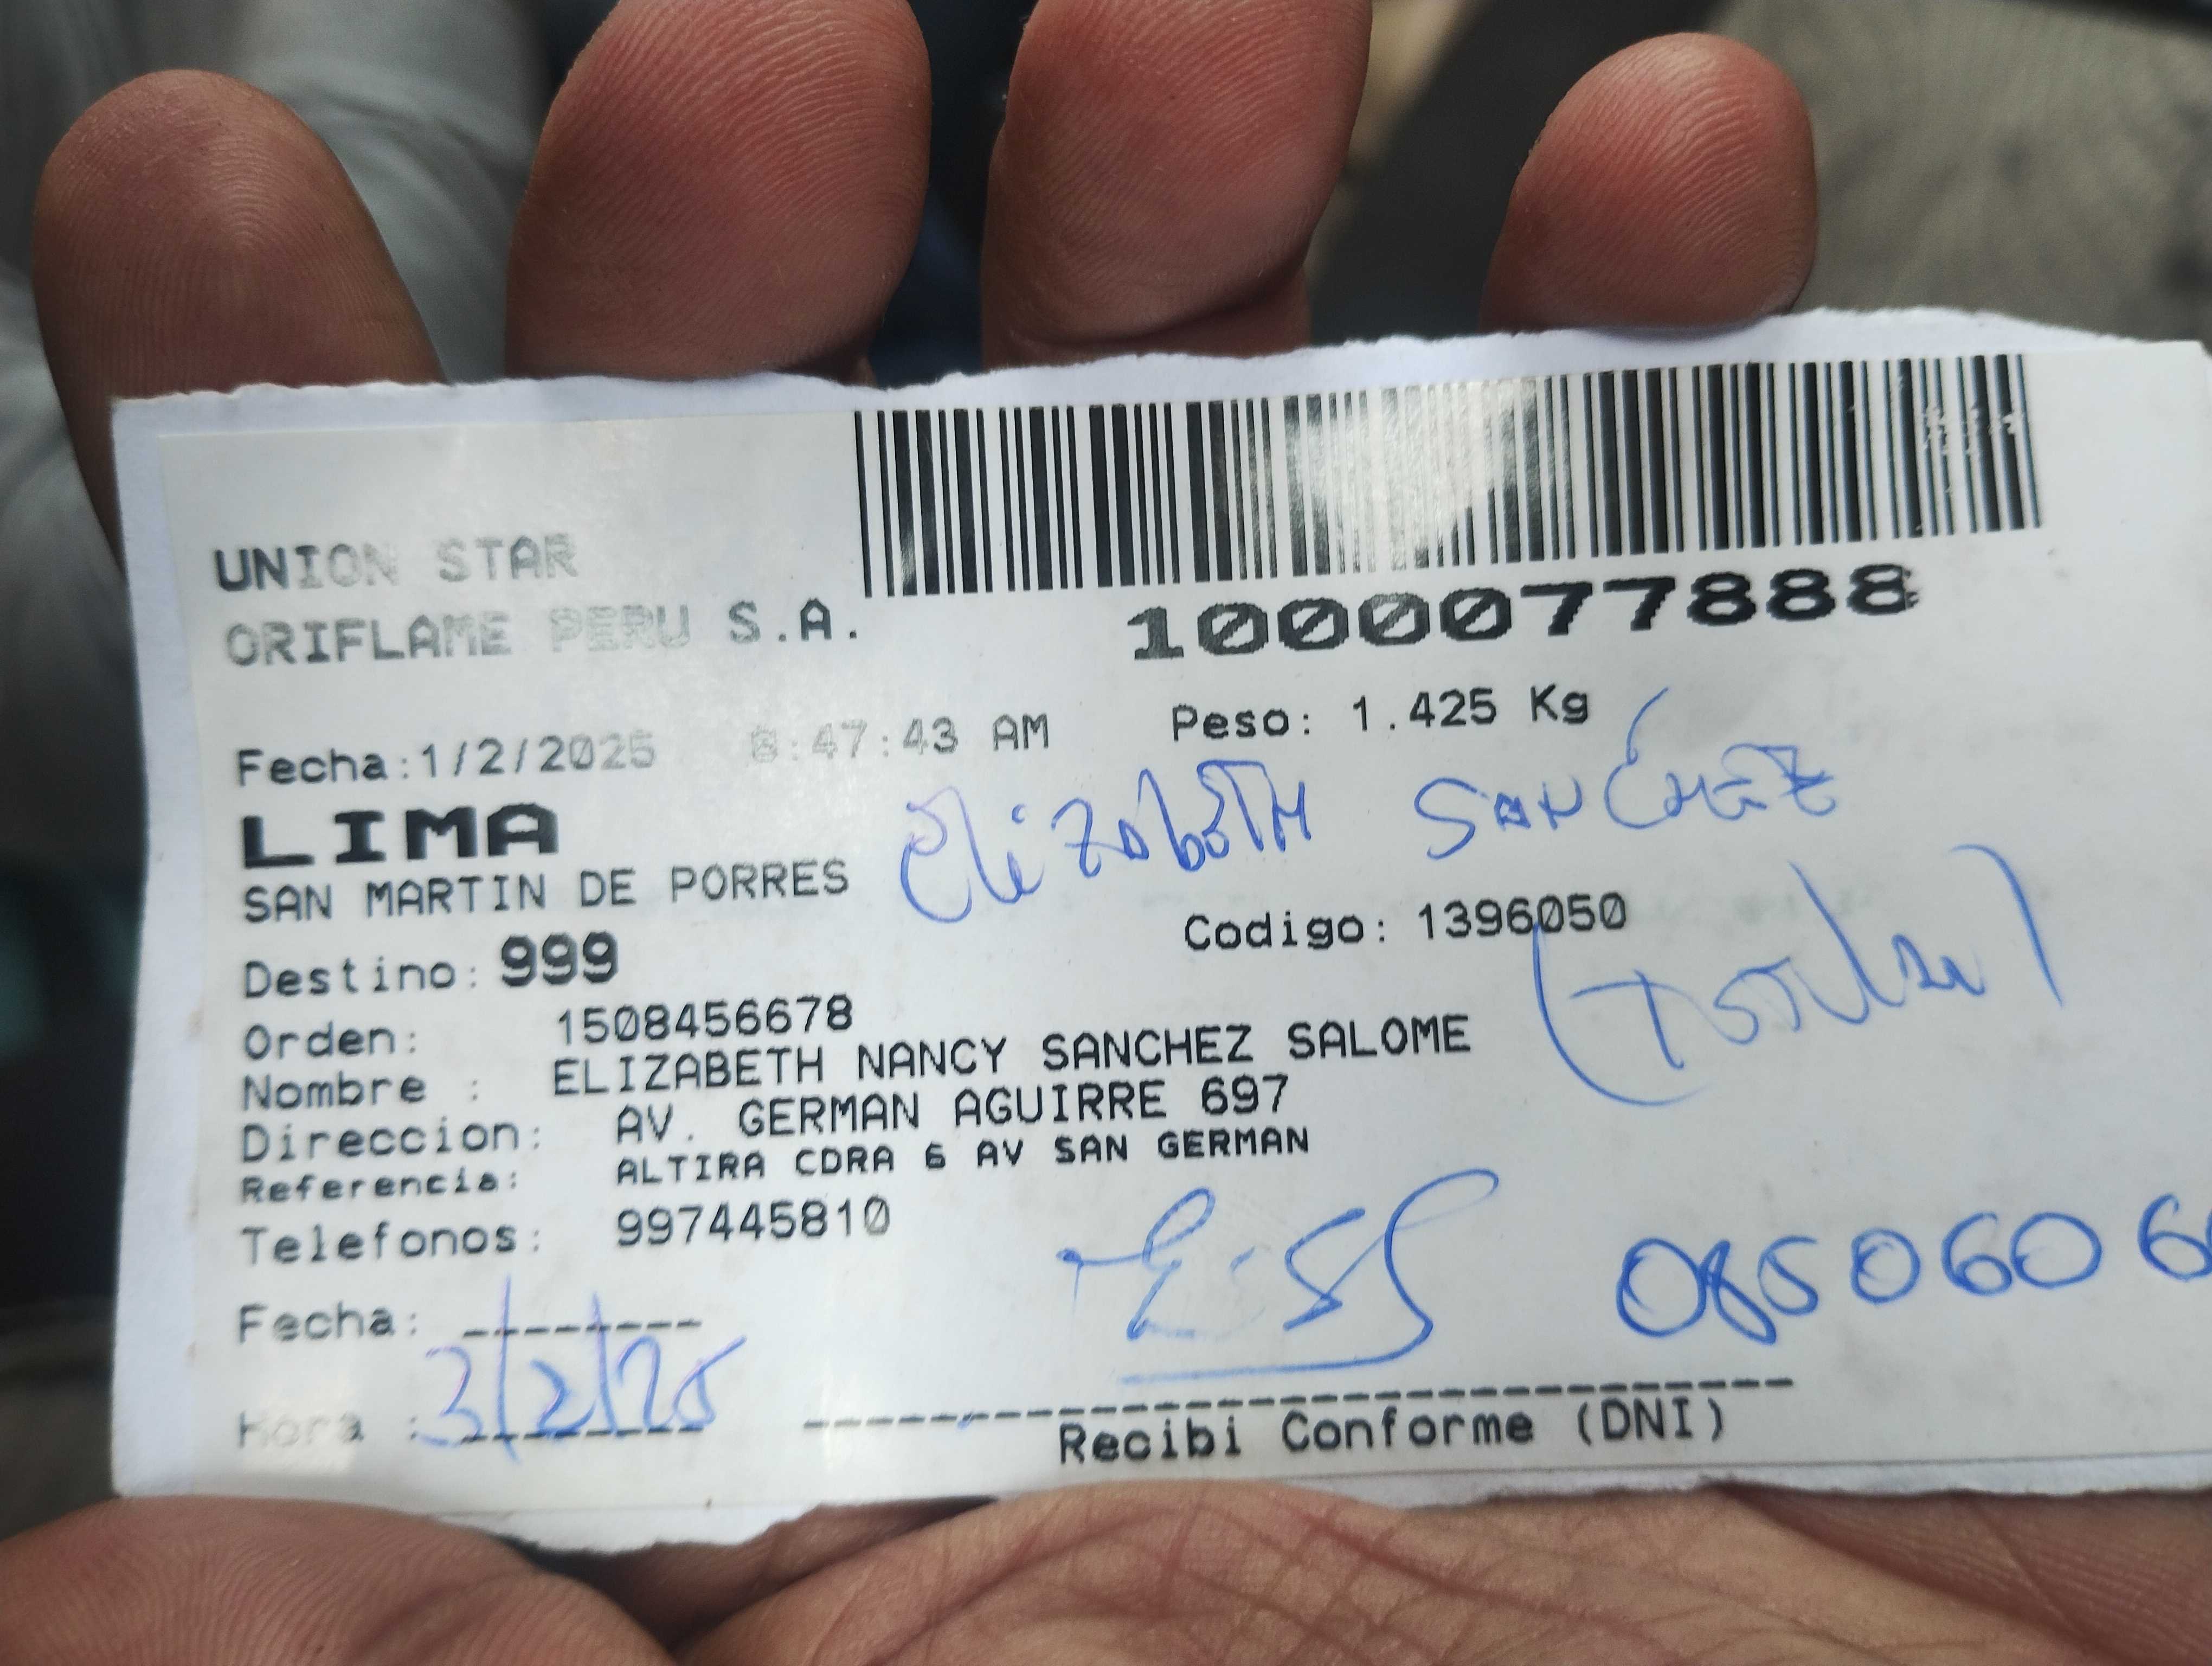 UNION STAR
ORIFLAME PERU S.A.
1000077888
Fecha:1/2/2025 8:47:43 AM Peso: 1.425 Kg
LIMA
Elizabeth SANCHEZ
SAN MARTIN DE PORRES
Codigo: 1396050
Destino: 999
(Titular)
Orden: 1508456678
Nombre : ELIZABETH NANCY SANCHEZ SALOME
Direccion: AV. GERMAN AGUIRRE 697
Referencia: ALTIRA CDRA 6 AV SAN GERMAN
Telefonos: 997445810
Fecha: --------
Hora : 3/2/25
Recibi Conforme (DNI)